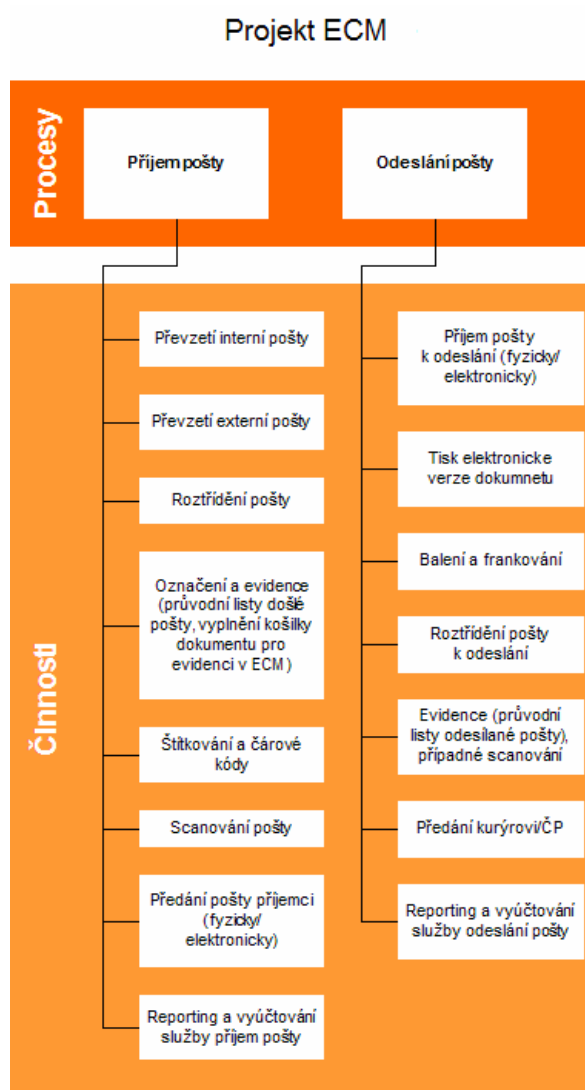 Projekt ECM
Procesy
Příjem pošty
Odeslání pošty
Činnosti
Převzetí interní pošty
Převzetí externí pošty
Roztřídění pošty
Označení a evidence
(průvodní listy došlé
pošty, vyplnění košilky
dokumentu pro
evidenci v ECM)
Štítkování a čárové
kódy
Scanování pošty
Předání pošty příjemci
(fyzicky/
elektronicky)
Reporting a vyúčtování
služby příjem pošty
Příjem pošty
k odeslání (fyzicky/
elektronicky)
Tisk elektronicke
verze dokumnetu
Balení a frankování
Roztřídění pošty
k odeslání
Evidence (průvodní
listy odesílané pošty),
případné scanování
Předání kurýrovi/ČP
Reporting a vyúčtování
služby odeslání pošty